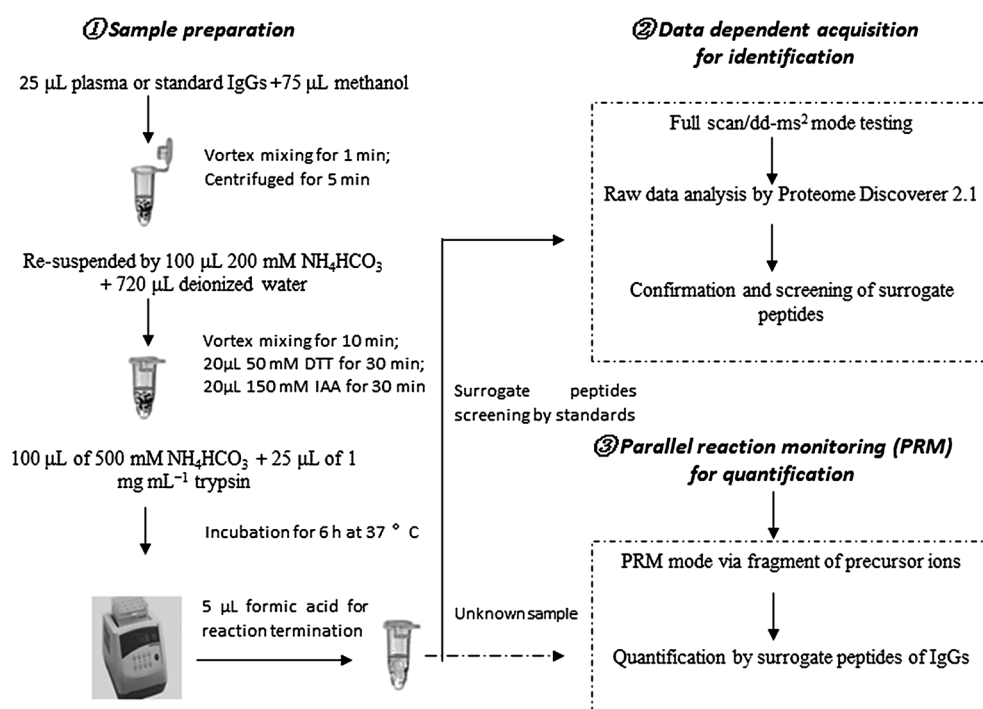 ①Sample preparation
25 μL plasma or standard IgGs +75 μL methanol
Vortex mixing for 1 min;
Centrifuged for 5 min
Re-suspended by 100 μL 200 mM NH₄HCO₃
+ 720 μL deionized water
Vortex mixing for 10 min;
20μL 50 mM DTT for 30 min;
20μL 150 mM IAA for 30 min
100 μL of 500 mM NH₄HCO₃ + 25 μL of 1
mg mL⁻¹ trypsin
Incubation for 6 h at 37 ° C
5 μL formic acid for
reaction termination
Surrogate peptides
screening by standards
Unknown sample
②Data dependent acquisition
for identification
Full scan/dd-ms² mode testing
Raw data analysis by Proteome Discoverer 2.1
Confirmation and screening of surrogate
peptides
③Parallel reaction monitoring (PRM)
for quantification
PRM mode via fragment of precursor ions
Quantification by surrogate peptides of IgGs